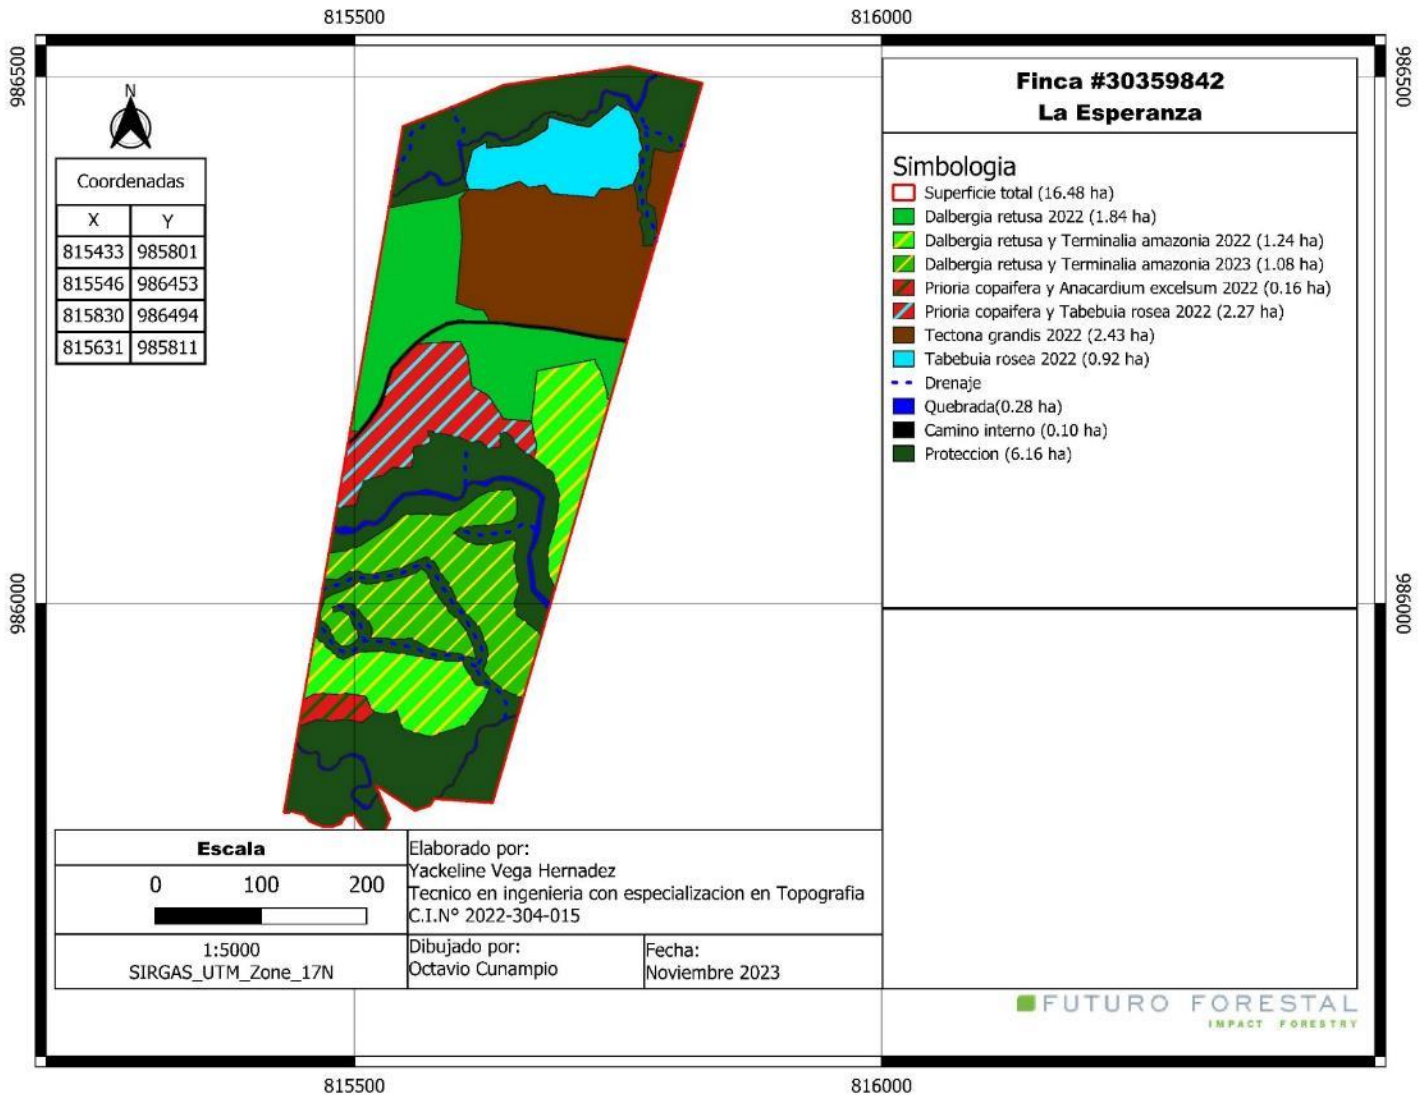 815500
816000
986500
986500
N
Finca #30359842
La Esperanza
Coordenadas
X Y
815433 985801
815546 986453
815830 986494
815631 985811
Simbologia
Superficie total (16.48 ha)
Dalbergia retusa 2022 (1.84 ha)
Dalbergia retusa y Terminalia amazonia 2022 (1.24 ha)
Dalbergia retusa y Terminalia amazonia 2023 (1.08 ha)
Prioria copaifera y Anacardium excelsum 2022 (0.16 ha)
Prioria copaifera y Tabebuia rosea 2022 (2.27 ha)
Tectona grandis 2022 (2.43 ha)
Tabebuia rosea 2022 (0.92 ha)
Drenaje
Quebrada(0.28 ha)
Camino interno (0.10 ha)
Proteccion (6.16 ha)
986000
986000
Escala
0 100 200
1:5000
SIRGAS_UTM_Zone_17N
Elaborado por:
Yackeline Vega Hernadez
Tecnico en ingenieria con especializacion en Topografia
C.I.N° 2022-304-015
Dibujado por:
Octavio Cunampio
Fecha:
Noviembre 2023
FUTURO FORESTAL
IMPACT FORESTRY
815500
816000